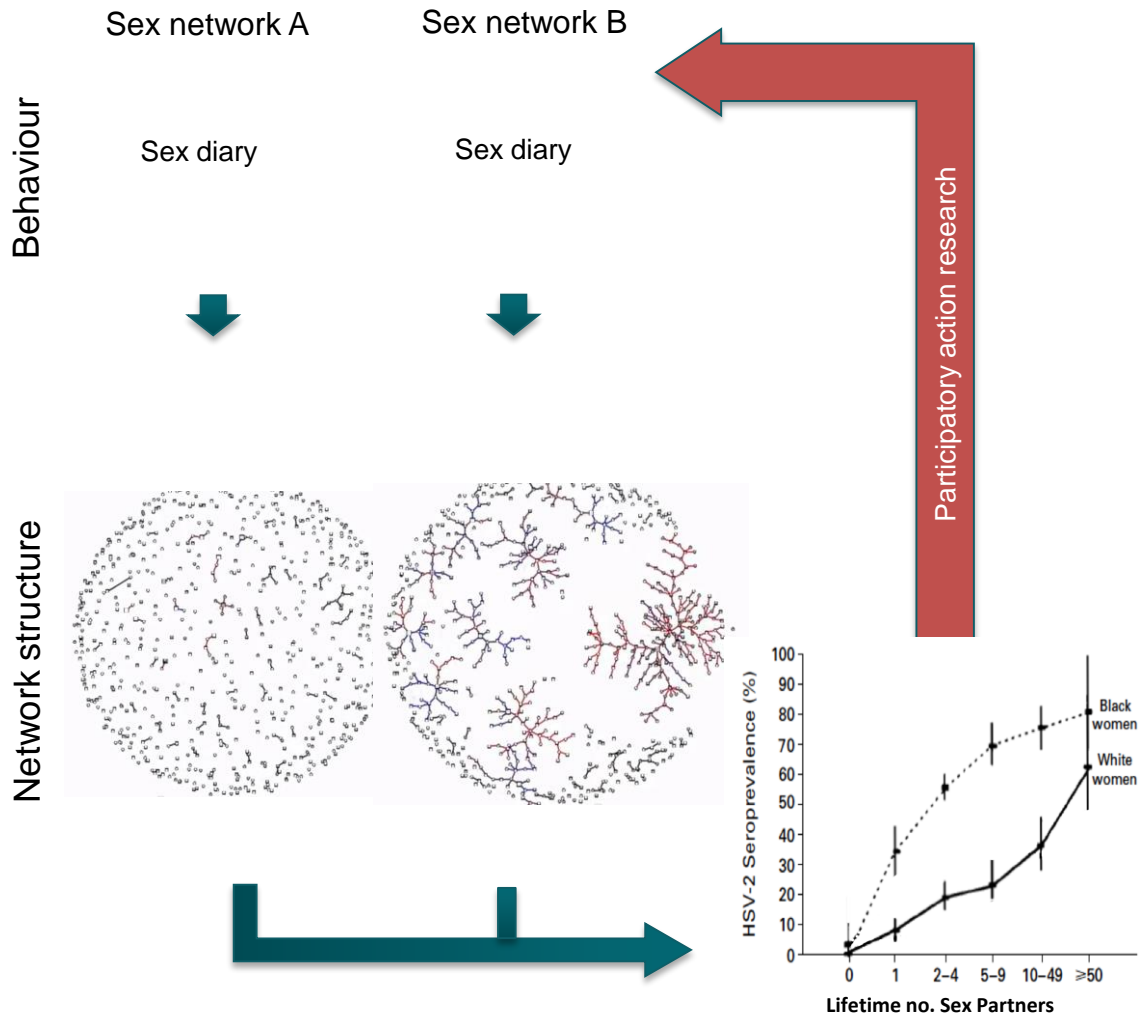 Sex network A
Sex network B
Behaviour
Sex diary
Sex diary
Participatory action research
Network structure
HSV-2 Seroprevalence (%)
100
90
80
70
60
50
40
30
20
10
0
Black
women
White
women
0 1 2–4 5–9 10–49 ≥50
Lifetime no. Sex Partners